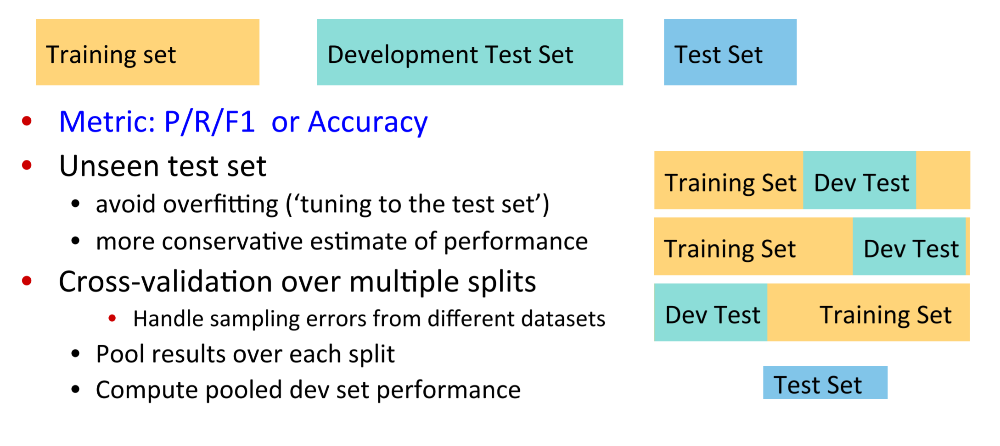 Training set
Development Test Set
Test Set
• Metric: P/R/F1 or Accuracy
• Unseen test set
• avoid overfitting (‘tuning to the test set’)
• more conservative estimate of performance
• Cross-validation over multiple splits
• Handle sampling errors from different datasets
• Pool results over each split
• Compute pooled dev set performance
Training Set Dev Test
Training Set Dev Test
Dev Test Training Set
Test Set